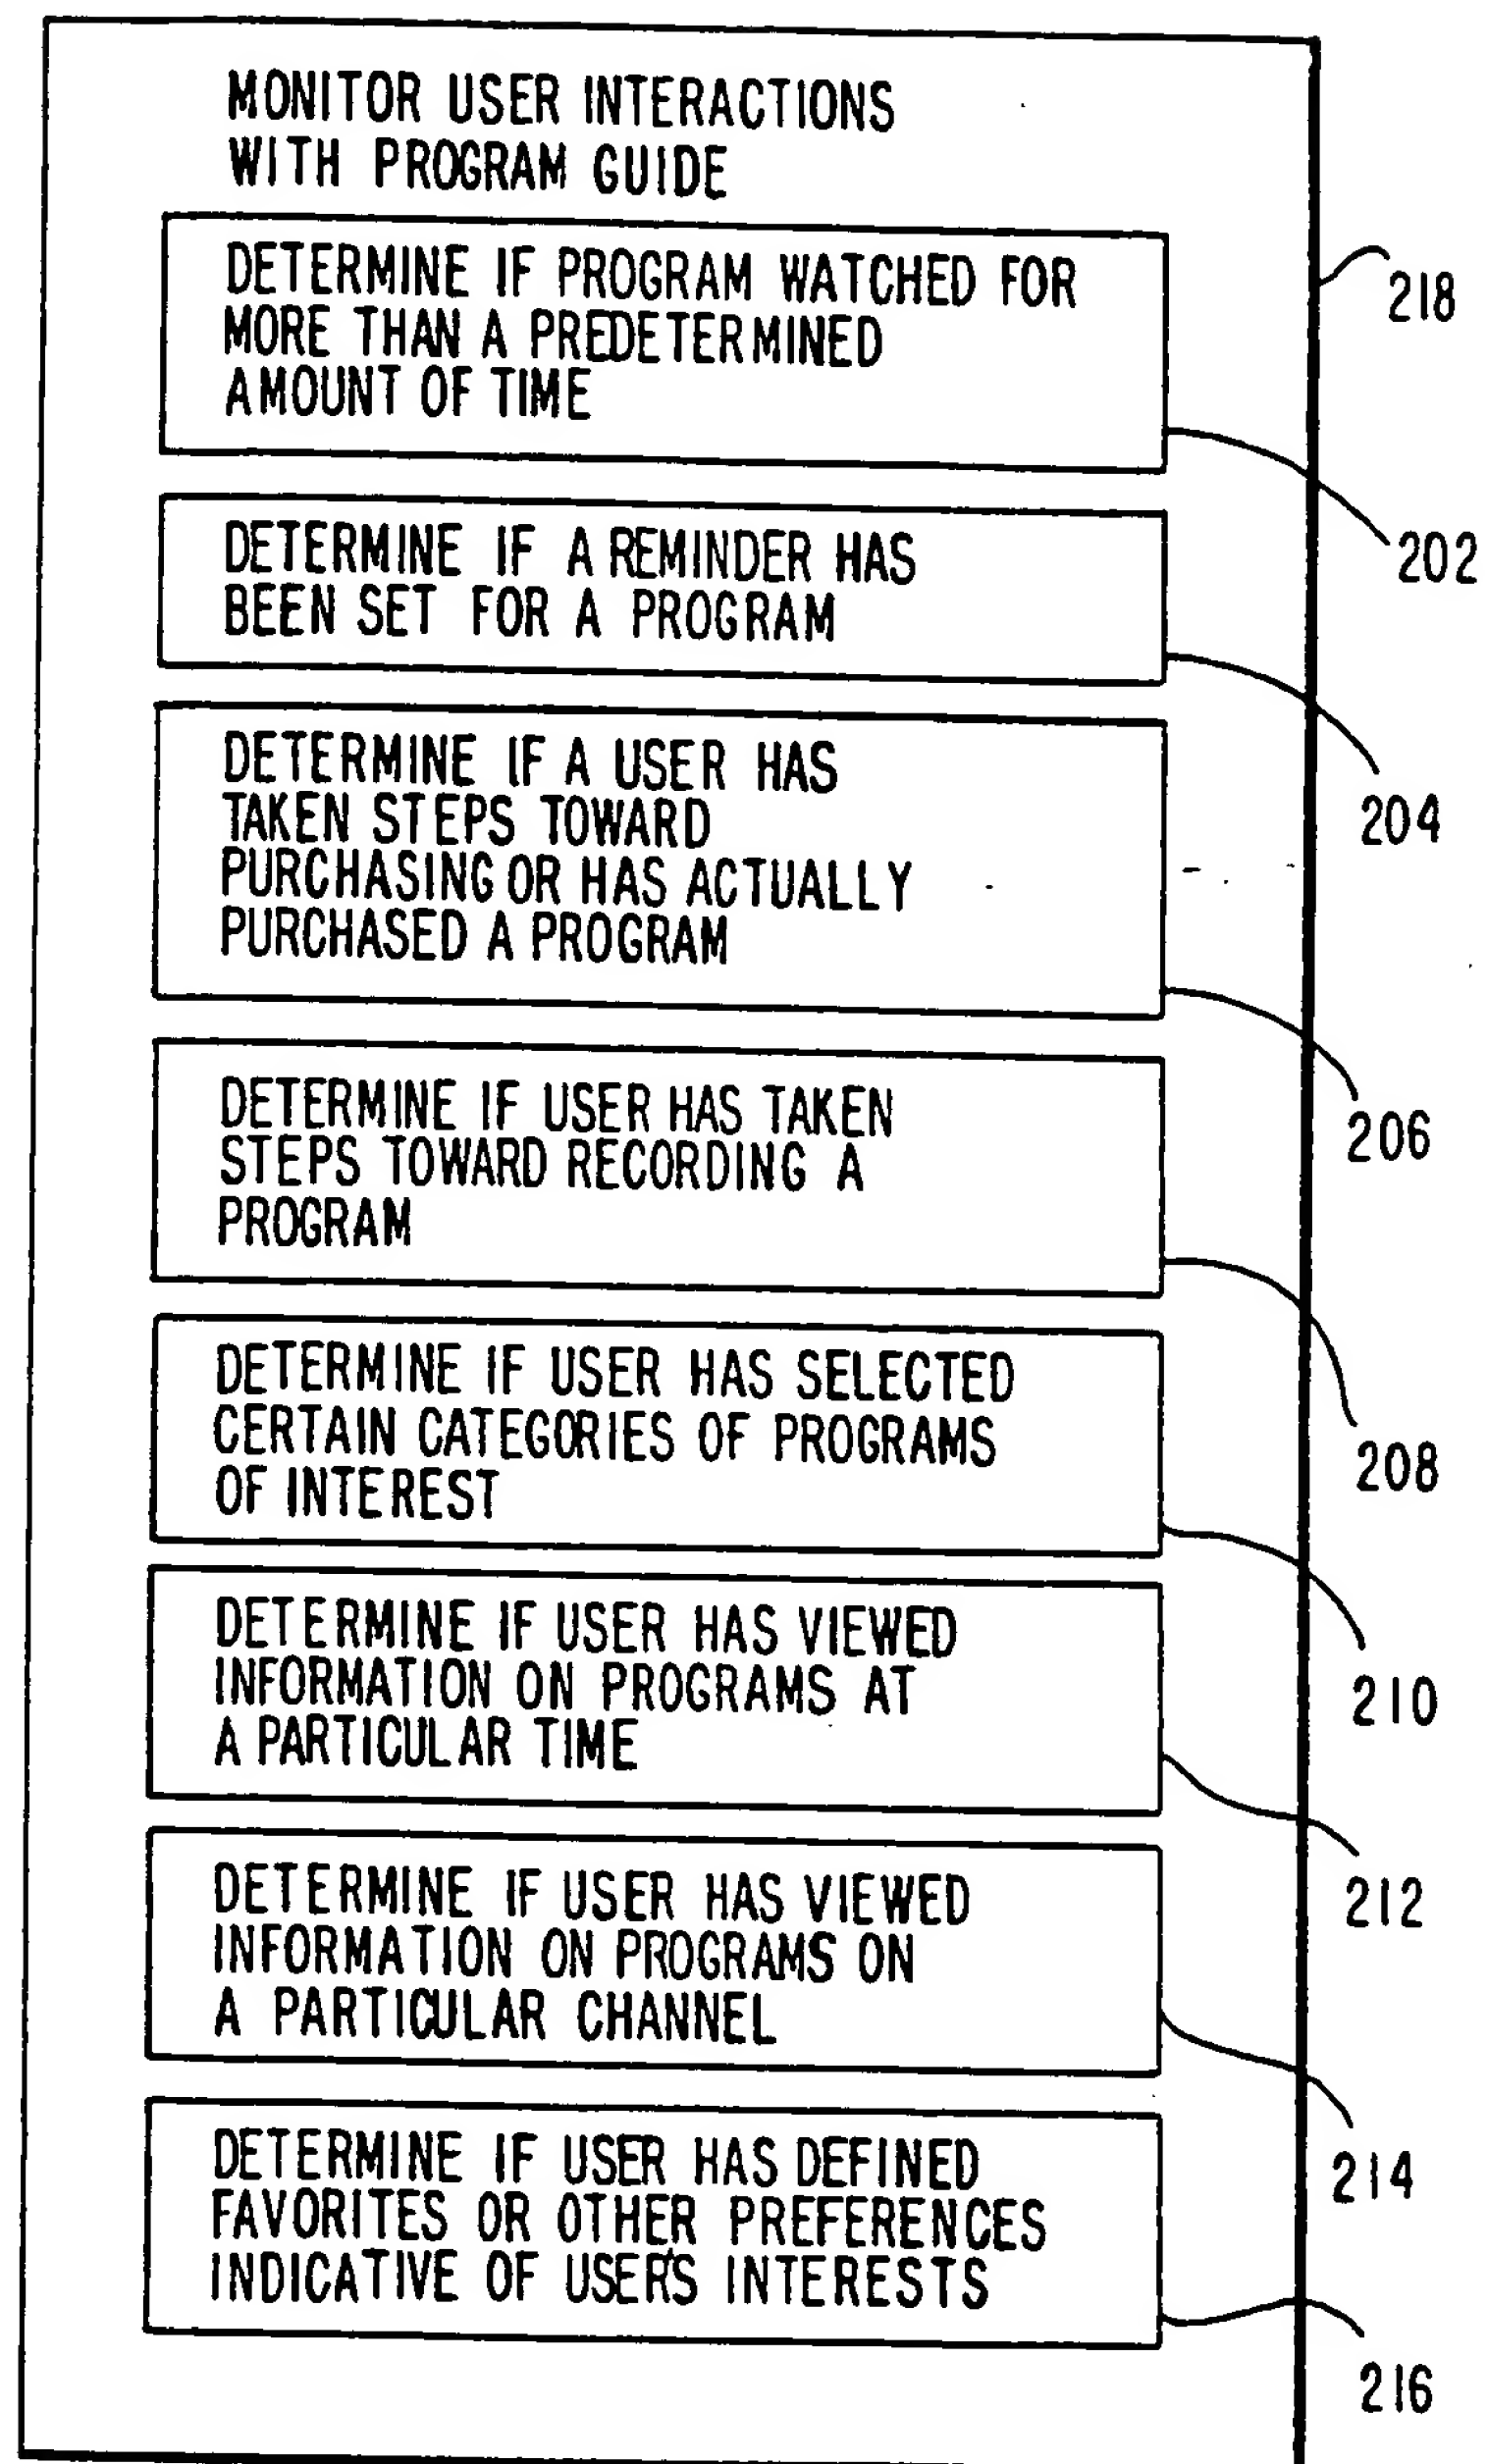 MONITOR USER INTERACTIONS
WITH PROGRAM GUIDE
DETERMINE IF PROGRAM WATCHED FOR
MORE THAN A PREDETERMINED
AMOUNT OF TIME
218
202
DETERMINE IF A REMINDER HAS
BEEN SET FOR A PROGRAM
204
DETERMINE IF A USER HAS
TAKEN STEPS TOWARD
PURCHASING OR HAS ACTUALLY
PURCHASED A PROGRAM
206
DETERMINE IF USER HAS TAKEN
STEPS TOWARD RECORDING A
PROGRAM
208
DETERMINE IF USER HAS SELECTED
CERTAIN CATEGORIES OF PROGRAMS
OF INTEREST
210
DETERMINE IF USER HAS VIEWED
INFORMATION ON PROGRAMS AT
A PARTICULAR TIME
212
DETERMINE IF USER HAS VIEWED
INFORMATION ON PROGRAMS ON
A PARTICULAR CHANNEL
214
DETERMINE IF USER HAS DEFINED
FAVORITES OR OTHER PREFERENCES
INDICATIVE OF USER'S INTERESTS
216